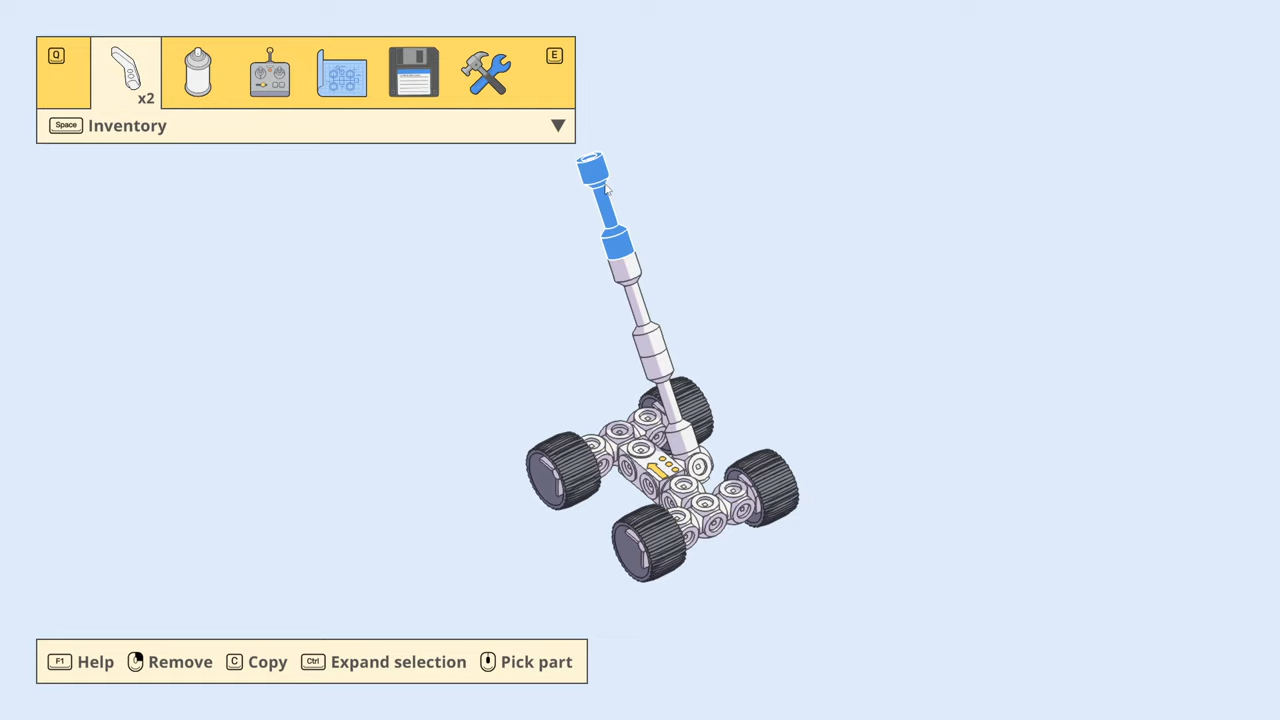 Q
E
x2
Space Inventory
F1 Help Remove C Copy Ctrl Expand selection Pick part